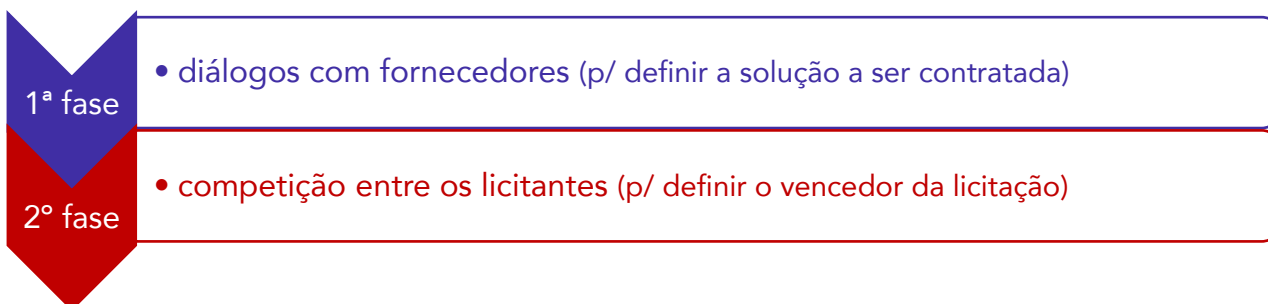 1ª fase
• diálogos com fornecedores (p/ definir a solução a ser contratada)
2º fase
• competição entre os licitantes (p/ definir o vencedor da licitação)